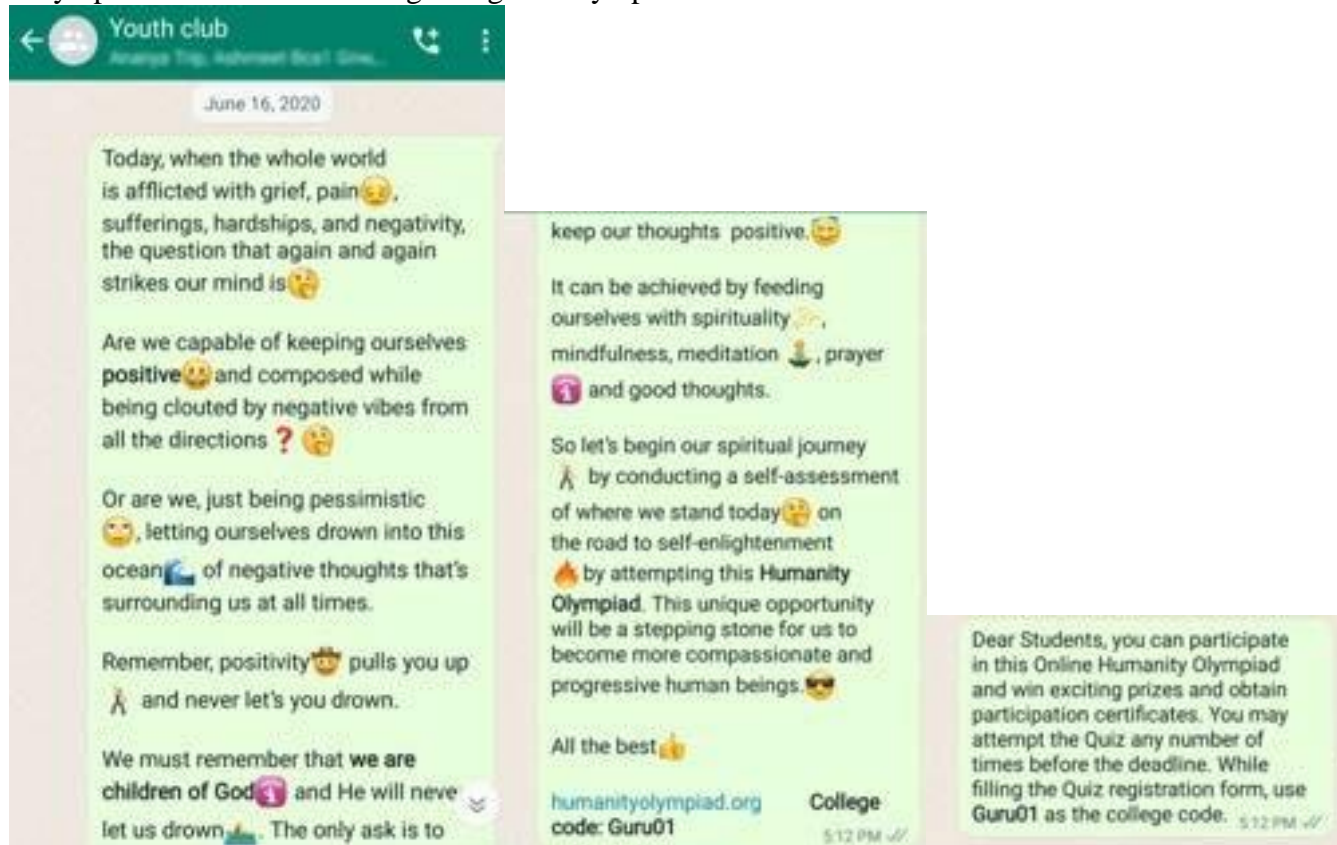 Youth club
June 16, 2020
Today, when the whole world
is afflicted with grief, pain😔,
sufferings, hardships, and negativity,
the question that again and again
strikes our mind is🤔
Are we capable of keeping ourselves
positive😃and composed while
being clouted by negative vibes from
all the directions ❓ 🤔
Or are we, just being pessimistic
🙄, letting ourselves drown into this
ocean🌊 of negative thoughts that's
surrounding us at all times.
Remember, positivity🤠 pulls you up
🚶 and never let's you drown.
We must remember that we are
children of God🛐 and He will neve
let us drown. The only ask is to
keep our thoughts positive.😇
It can be achieved by feeding
ourselves with spirituality💫,
mindfulness, meditation, prayer
🛐 and good thoughts.
So let's begin our spiritual journey
🚶 by conducting a self-assessment
of where we stand today🤔 on
the road to self-enlightenment
🔥 by attempting this Humanity
Olympiad. This unique opportunity
will be a stepping stone for us to
become more compassionate and
progressive human beings.😎
All the best👍
humanityolympiad.org College
code: Guru01
5:12 PM
Dear Students, you can participate
in this Online Humanity Olympiad
and win exciting prizes and obtain
participation certificates. You may
attempt the Quiz any number of
times before the deadline. While
filling the Quiz registration form, use
Guru01 as the college code. 5:12 PM